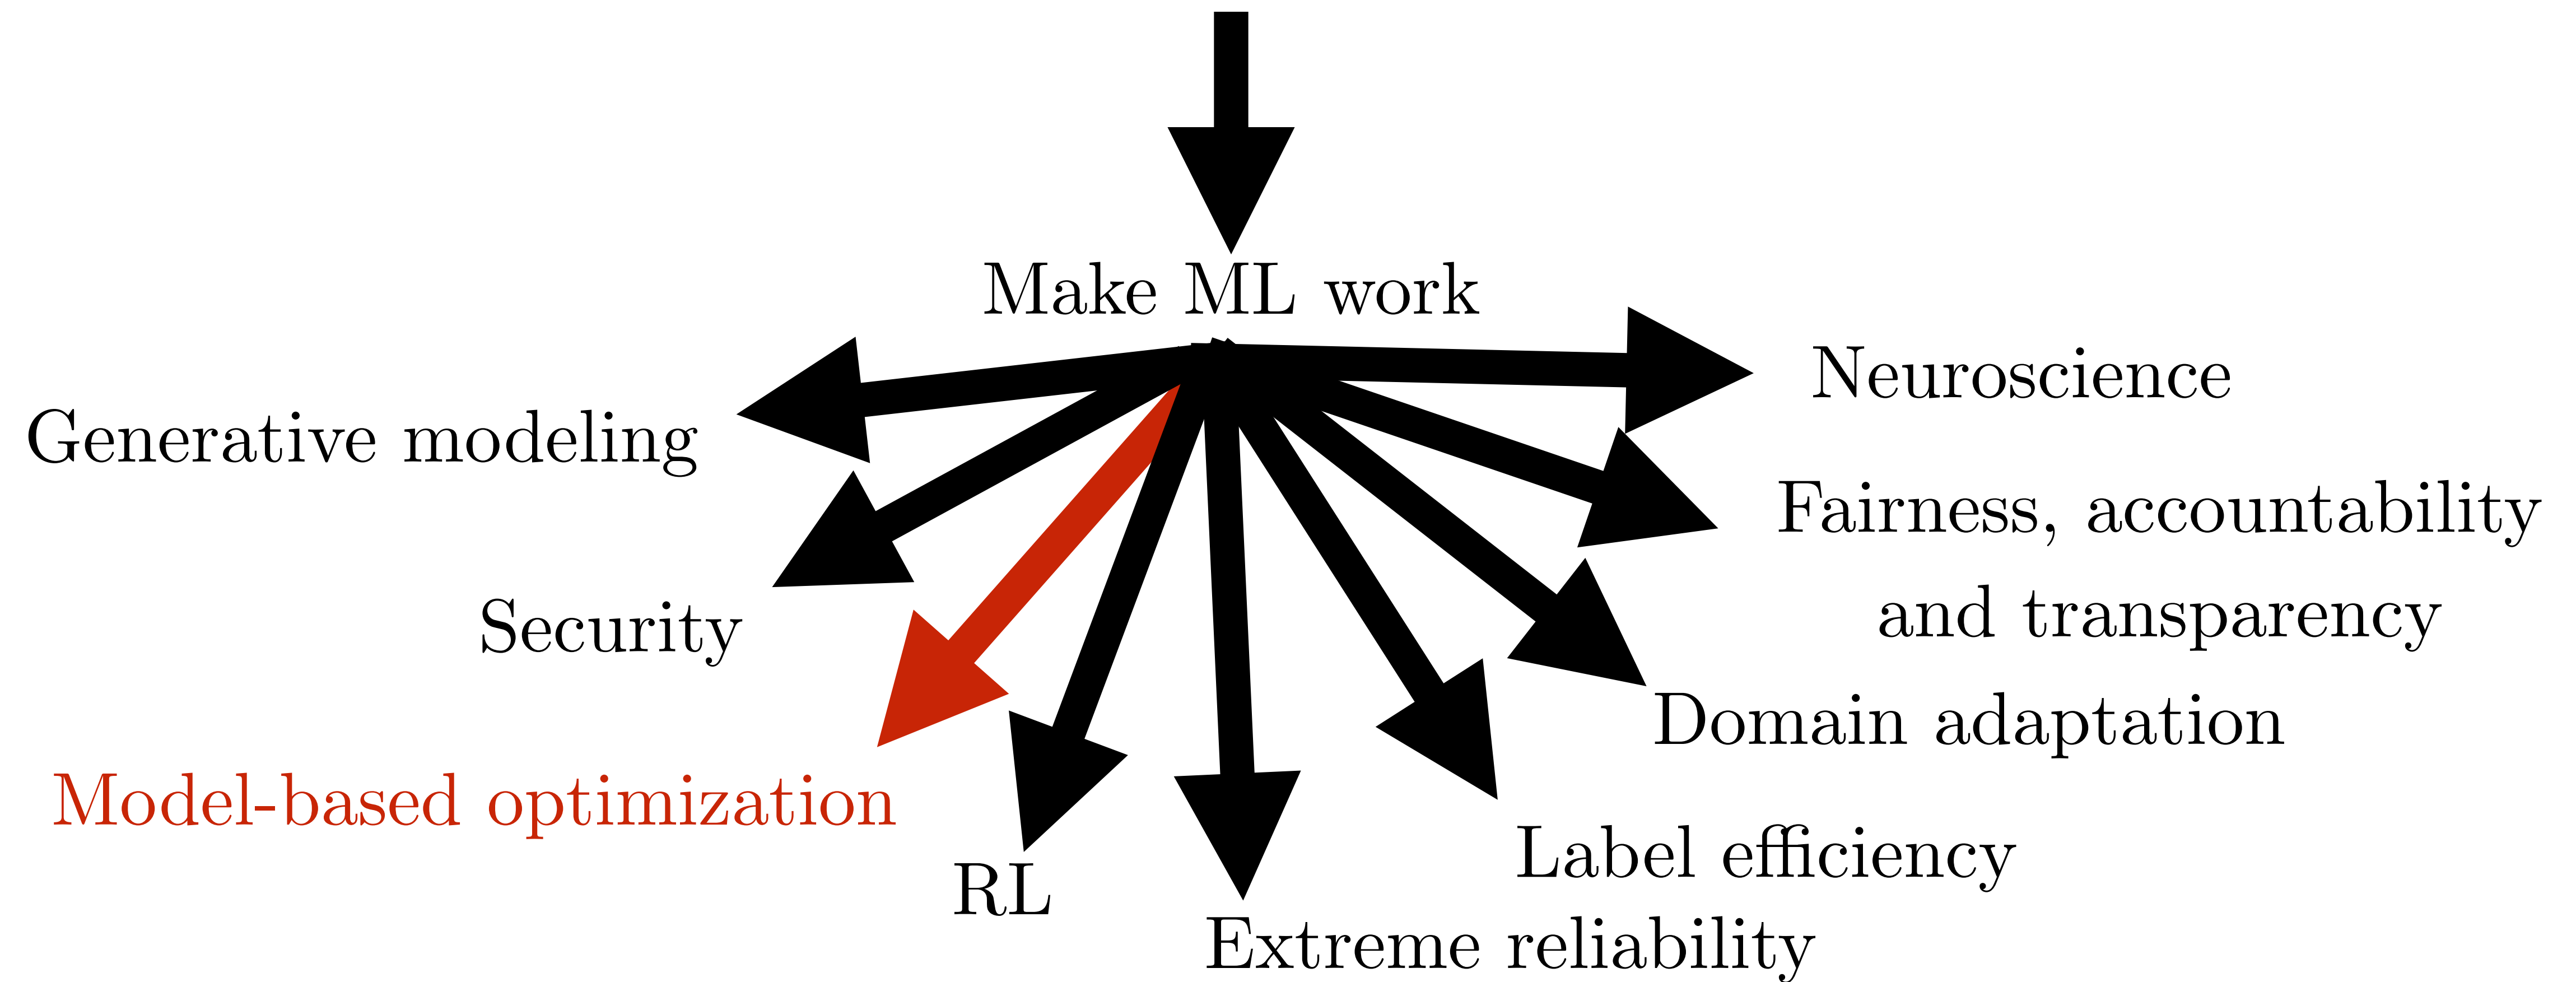 Make ML work
Neuroscience
Generative modeling
Fairness, accountability
and transparency
Security
Domain adaptation
Model-based optimization
Label efficiency
RL
Extreme reliability